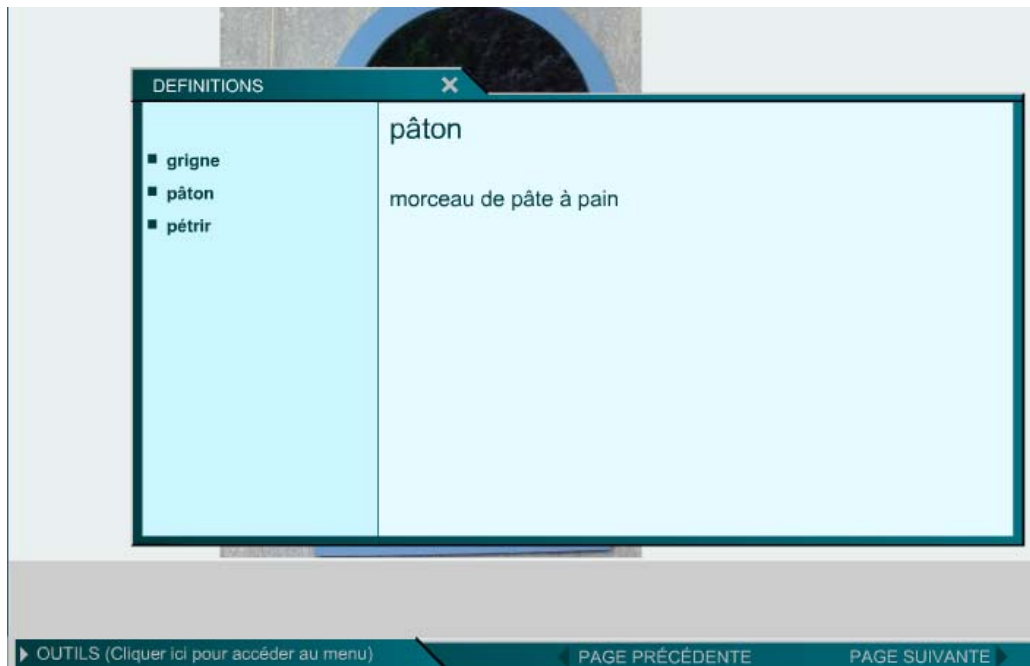 DEFINITIONS
grigne
pâton
pétrir
pâton
morceau de pâte à pain
OUTILS (Cliquer ici pour accéder au menu)
PAGE PRÉCÉDENTE
PAGE SUIVANTE